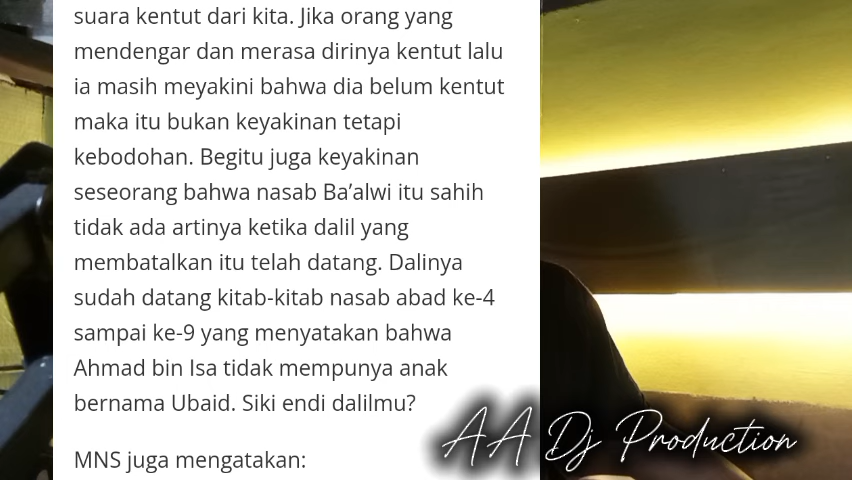 suara kentut dari kita. Jika orang yang
mendengar dan merasa dirinya kentut lalu
ia masih meyakini bahwa dia belum kentut
maka itu bukan keyakinan tetapi
kebodohan. Begitu juga keyakinan
seseorang bahwa nasab Ba’alwi itu sahih
tidak ada artinya ketika dalil yang
membatalkan itu telah datang. Dalinya
sudah datang kitab-kitab nasab abad ke-4
sampai ke-9 yang menyatakan bahwa
Ahmad bin Isa tidak mempunya anak
bernama Ubaid. Siki endi dalilmu?
MNS juga mengatakan:
AA Dj Production